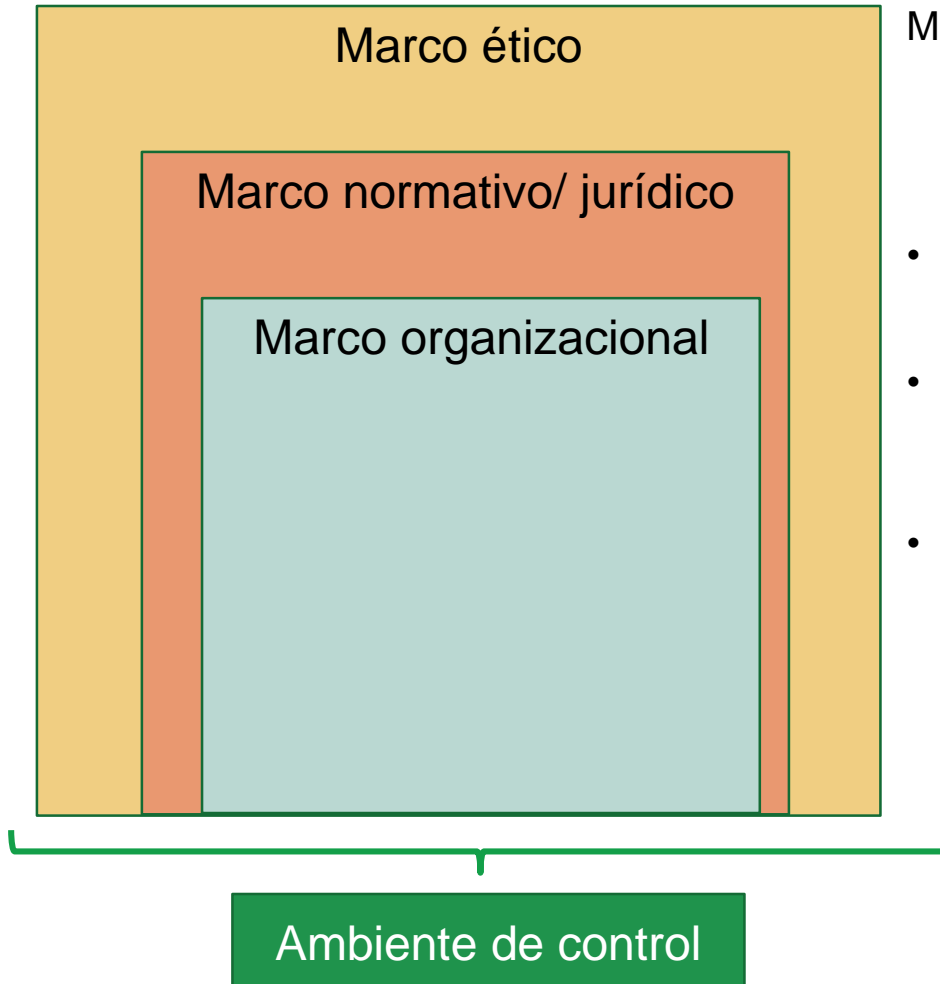 Marco ético
M
Marco normativo/ jurídico
•
Marco organizacional
•
•
Ambiente de control